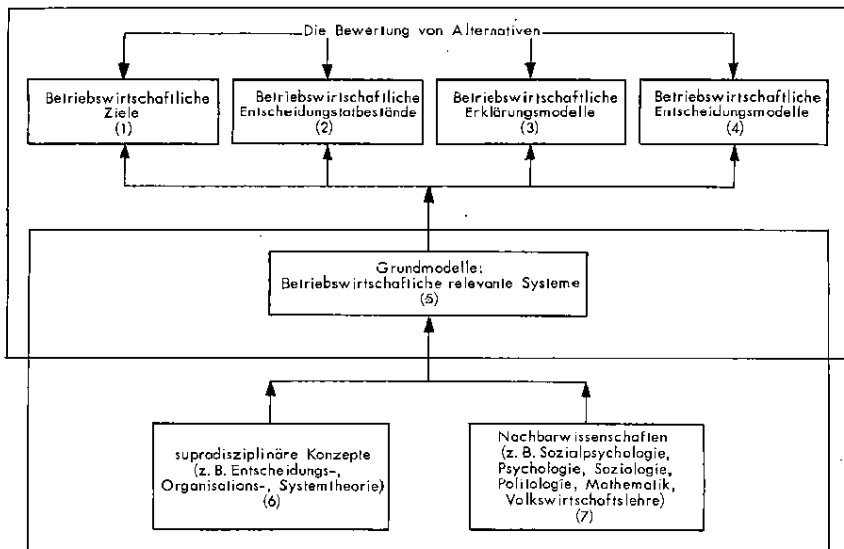 Die Bewertung von Alternativen
Betriebswirtschaftliche
Ziele
(1)
Betriebswirtschaftliche
Entscheidungstatbestände
(2)
Betriebswirtschaftliche
Erklärungsmodelle
(3)
Betriebswirtschaftliche
Entscheidungsmodelle
(4)
Grundmodelle:
Betriebswirtschaftliche relevante Systeme
(5)
supradisziplinäre Konzepte
(z. B. Entscheidungs-,
Organisations-, Systemtheorie)
(6)
Nachbarwissenschaften
(z. B. Sozialpsychologie,
Psychologie, Soziologie,
Politologie, Mathematik,
Volkswirtschaftslehre)
(7)